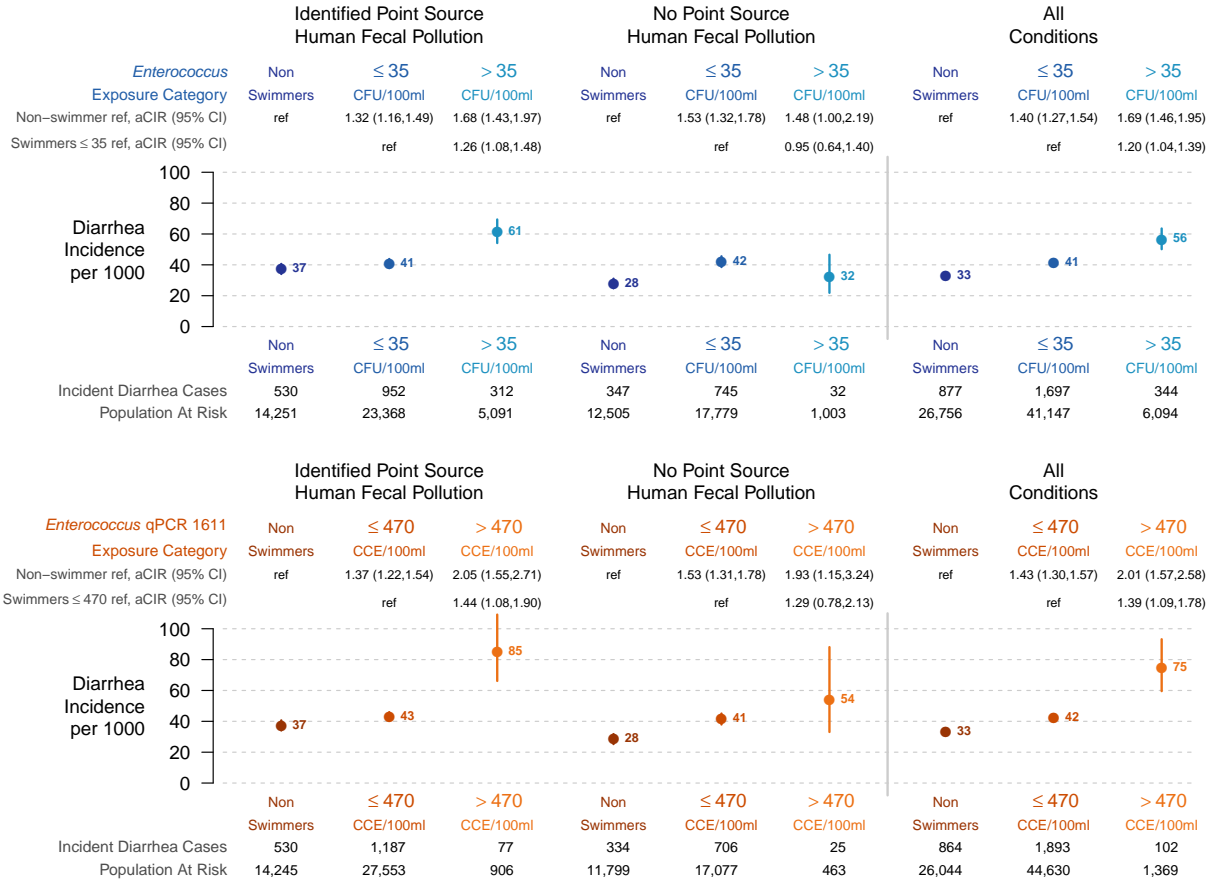 Identified Point Source No Point Source All
Human Fecal Pollution Human Fecal Pollution Conditions
Enterococcus Non ≤ 35 > 35 Non ≤ 35 > 35 Non ≤ 35 > 35
Exposure Category Swimmers CFU/100ml CFU/100ml Swimmers CFU/100ml CFU/100ml Swimmers CFU/100ml CFU/100ml
Non−swimmer ref, aCIR (95% CI) ref 1.32 (1.16,1.49) 1.68 (1.43,1.97) ref 1.53 (1.32,1.78) 1.48 (1.00,2.19) ref 1.40 (1.27,1.54) 1.69 (1.46,1.95)
Swimmers ≤ 35 ref, aCIR (95% CI) ref 1.26 (1.08,1.48) ref 0.95 (0.64,1.40) ref 1.20 (1.04,1.39)
100
80
Diarrhea
Incidence
per 1000
60
40
20
0
37 41 61 28 42 32 33 41 56
Non ≤ 35 > 35 Non ≤ 35 > 35 Non ≤ 35 > 35
Swimmers CFU/100ml CFU/100ml Swimmers CFU/100ml CFU/100ml Swimmers CFU/100ml CFU/100ml
Incident Diarrhea Cases 530 952 312 347 745 32 877 1,697 344
Population At Risk 14,251 23,368 5,091 12,505 17,779 1,003 26,756 41,147 6,094
Identified Point Source No Point Source All
Human Fecal Pollution Human Fecal Pollution Conditions
Enterococcus qPCR 1611 Non ≤ 470 > 470 Non ≤ 470 > 470 Non ≤ 470 > 470
Exposure Category Swimmers CCE/100ml CCE/100ml Swimmers CCE/100ml CCE/100ml Swimmers CCE/100ml CCE/100ml
Non−swimmer ref, aCIR (95% CI) ref 1.37 (1.22,1.54) 2.05 (1.55,2.71) ref 1.53 (1.31,1.78) 1.93 (1.15,3.24) ref 1.43 (1.30,1.57) 2.01 (1.57,2.58)
Swimmers ≤ 470 ref, aCIR (95% CI) ref 1.44 (1.08,1.90) ref 1.29 (0.78,2.13) ref 1.39 (1.09,1.78)
100
80
Diarrhea
Incidence
per 1000
60
40
20
0
37 43 85 28 41 54 33 42 75
Non ≤ 470 > 470 Non ≤ 470 > 470 Non ≤ 470 > 470
Swimmers CCE/100ml CCE/100ml Swimmers CCE/100ml CCE/100ml Swimmers CCE/100ml CCE/100ml
Incident Diarrhea Cases 530 1,187 77 334 706 25 864 1,893 102
Population At Risk 14,245 27,553 906 11,799 17,077 463 26,044 44,630 1,369